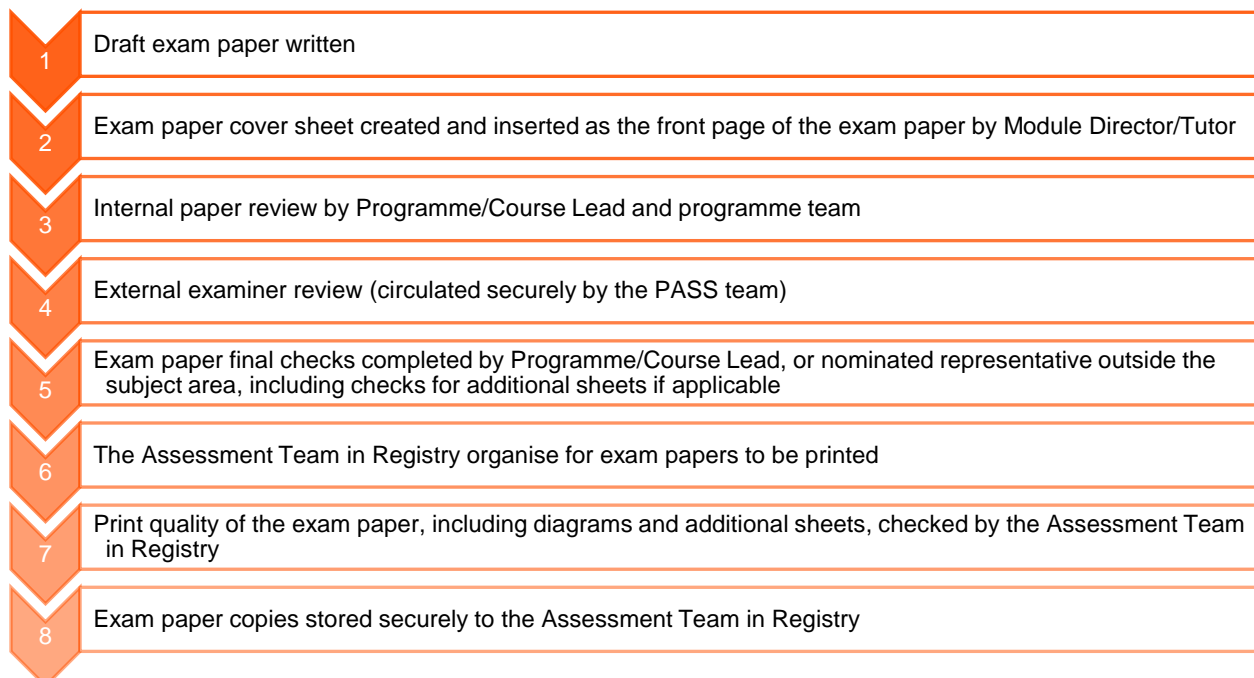 1
Draft exam paper written
2
Exam paper cover sheet created and inserted as the front page of the exam paper by Module Director/Tutor
3
Internal paper review by Programme/Course Lead and programme team
4
External examiner review (circulated securely by the PASS team)
5
Exam paper final checks completed by Programme/Course Lead, or nominated representative outside the
subject area, including checks for additional sheets if applicable
6
The Assessment Team in Registry organise for exam papers to be printed
7
Print quality of the exam paper, including diagrams and additional sheets, checked by the Assessment Team
in Registry
8
Exam paper copies stored securely to the Assessment Team in Registry